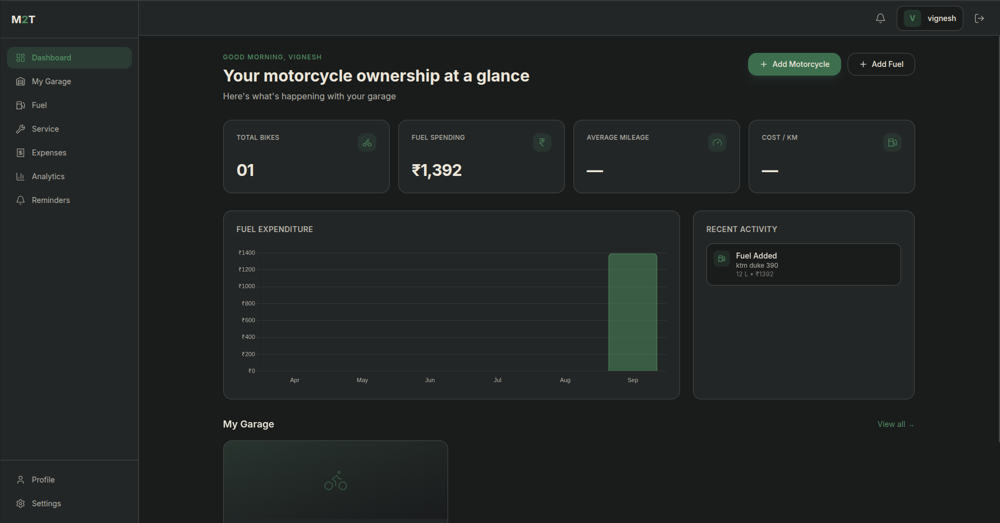 M2T
V
vignesh
Dashboard
My Garage
Fuel
Service
Expenses
Analytics
Reminders
Profile
Settings
GOOD MORNING, VIGNESH
Your motorcycle ownership at a glance
Here's what's happening with your garage
+ Add Motorcycle
+ Add Fuel
TOTAL BIKES
01
FUEL SPENDING
₹
₹1,392
AVERAGE MILEAGE
—
COST / KM
—
FUEL EXPENDITURE
₹1400
₹1200
₹1000
₹800
₹600
₹400
₹200
₹0
Apr May Jun Jul Aug Sep
RECENT ACTIVITY
Fuel Added
ktm duke 390
12 L • ₹1392
My Garage
View all →